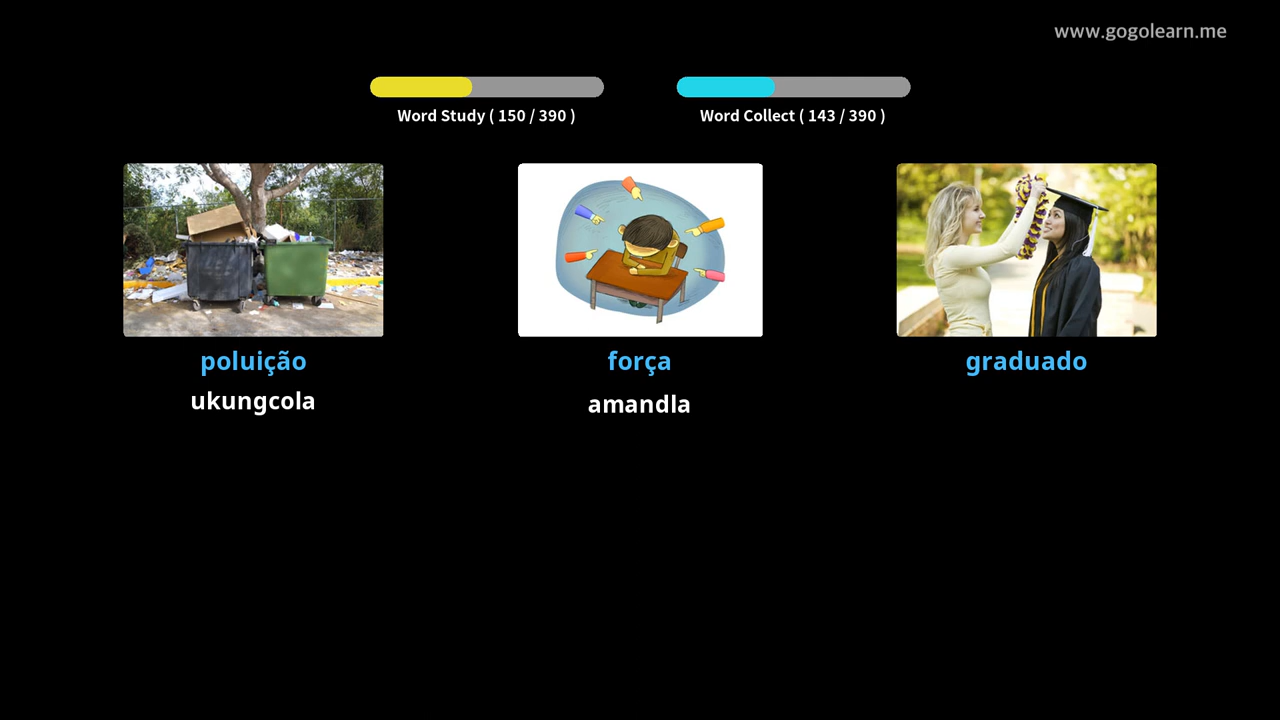 www.gogolearn.me
Word Study ( 150 / 390 )
Word Collect ( 143 / 390 )
poluição
ukungcola
força
amandla
graduado